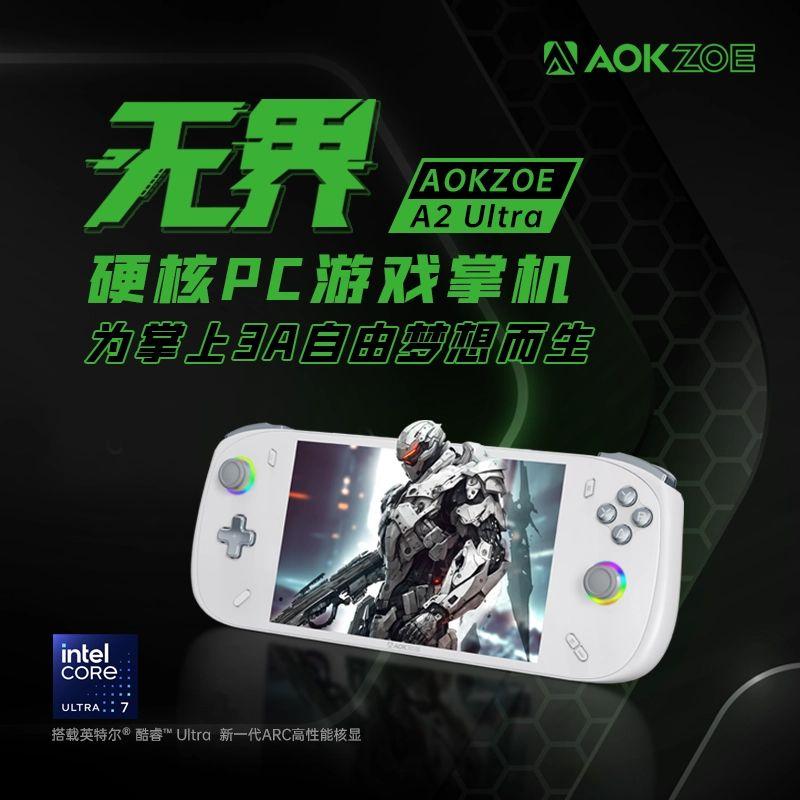 AOKZOE
无界
AOKZOE
A2 Ultra
硬核PC游戏掌机
为掌上3A自由梦想而生
AOKZOE
intel
CORE
ULTRA 7
搭载英特尔® 酷睿™ Ultra 新一代ARC高性能核显